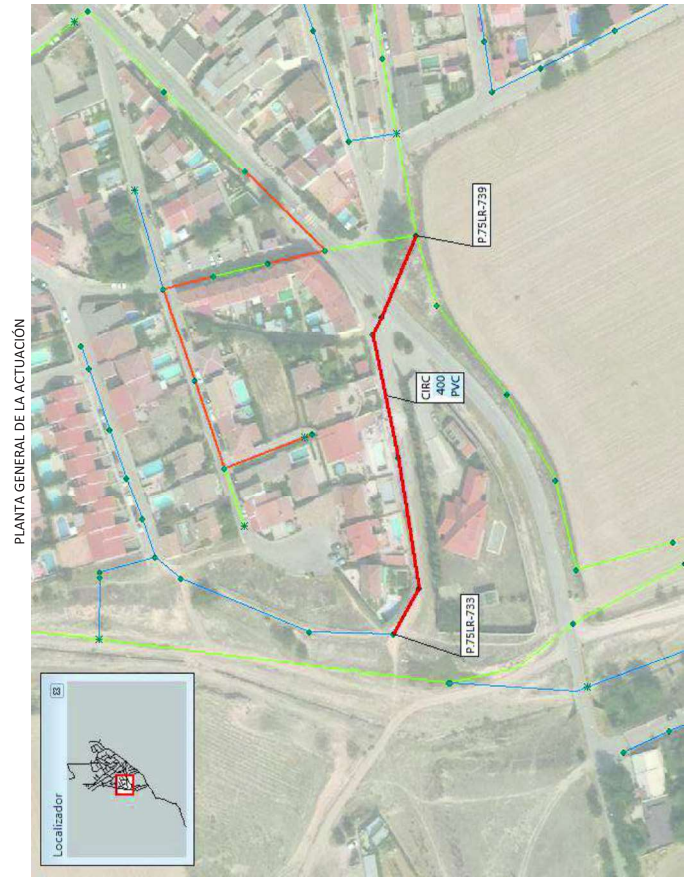 PLANTA GENERAL DE LA ACTUACIÓN
Localizador
P.75LR-733
CIRC
400
PVC
P.75LR-739